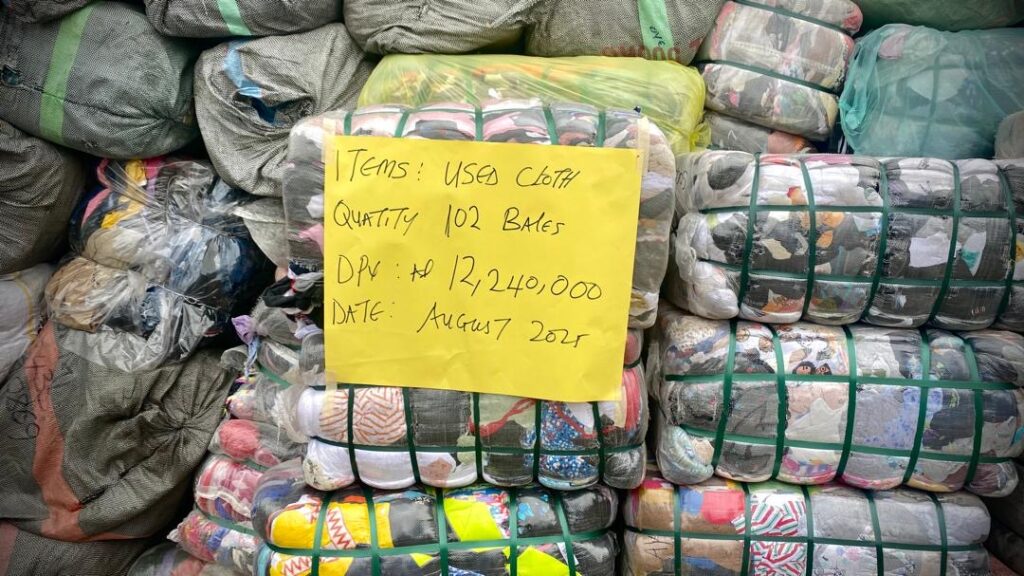 ITEMS: USED CLOTH
QUATITY 102 BALES
DPV: 12,240,000
DATE: AUGUST 2025